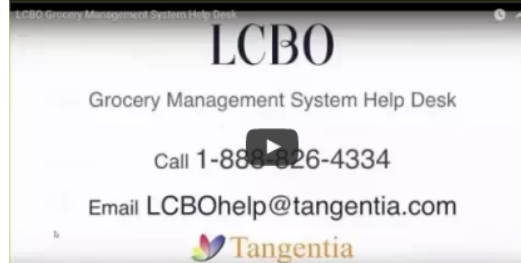 LCBO Grocery Management System Help Desk
LCBO
Grocery Management System Help Desk
Call 1-888-826-4334
Email LCBOhelp@tangentia.com
Tangentia